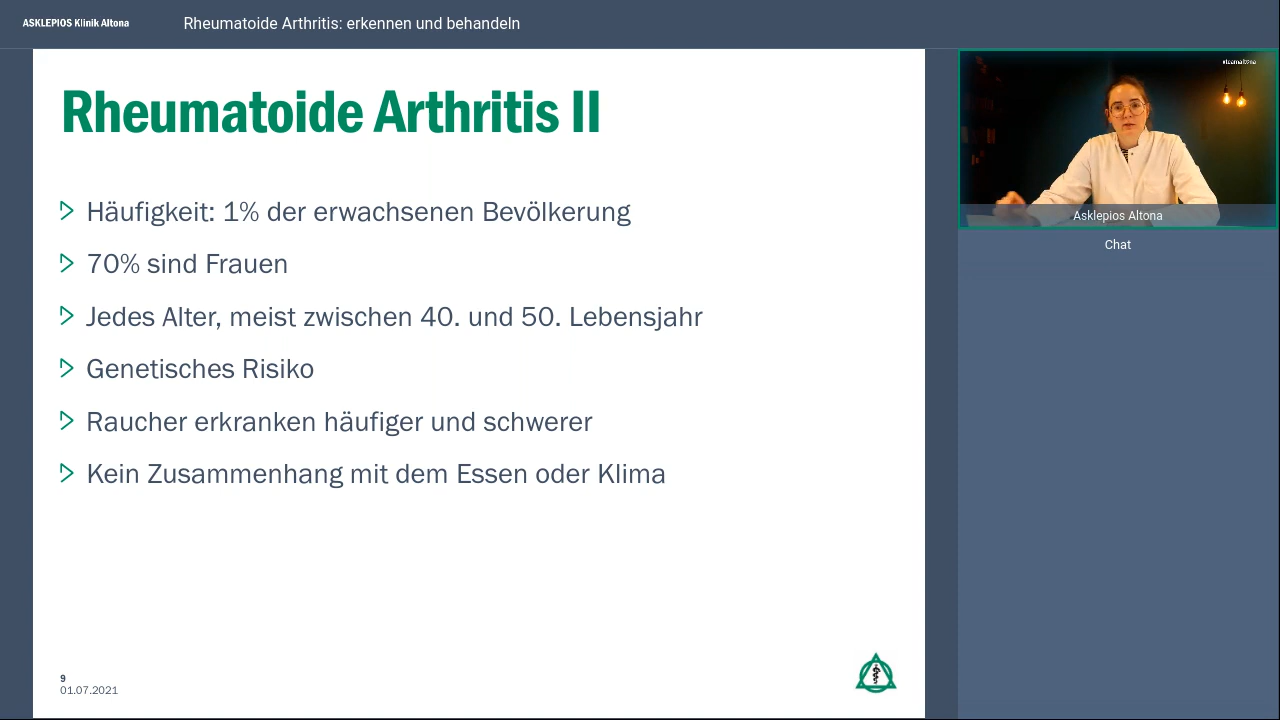 ASKLEPIOS Klinik Altona
Rheumatoide Arthritis: erkennen und behandeln
Rheumatoide Arthritis II
Häufigkeit: 1% der erwachsenen Bevölkerung
70% sind Frauen
Jedes Alter, meist zwischen 40. und 50. Lebensjahr
Genetisches Risiko
Raucher erkranken häufiger und schwerer
Kein Zusammenhang mit dem Essen oder Klima
9
01.07.2021
#teamaltona
Asklepios Altona
Chat